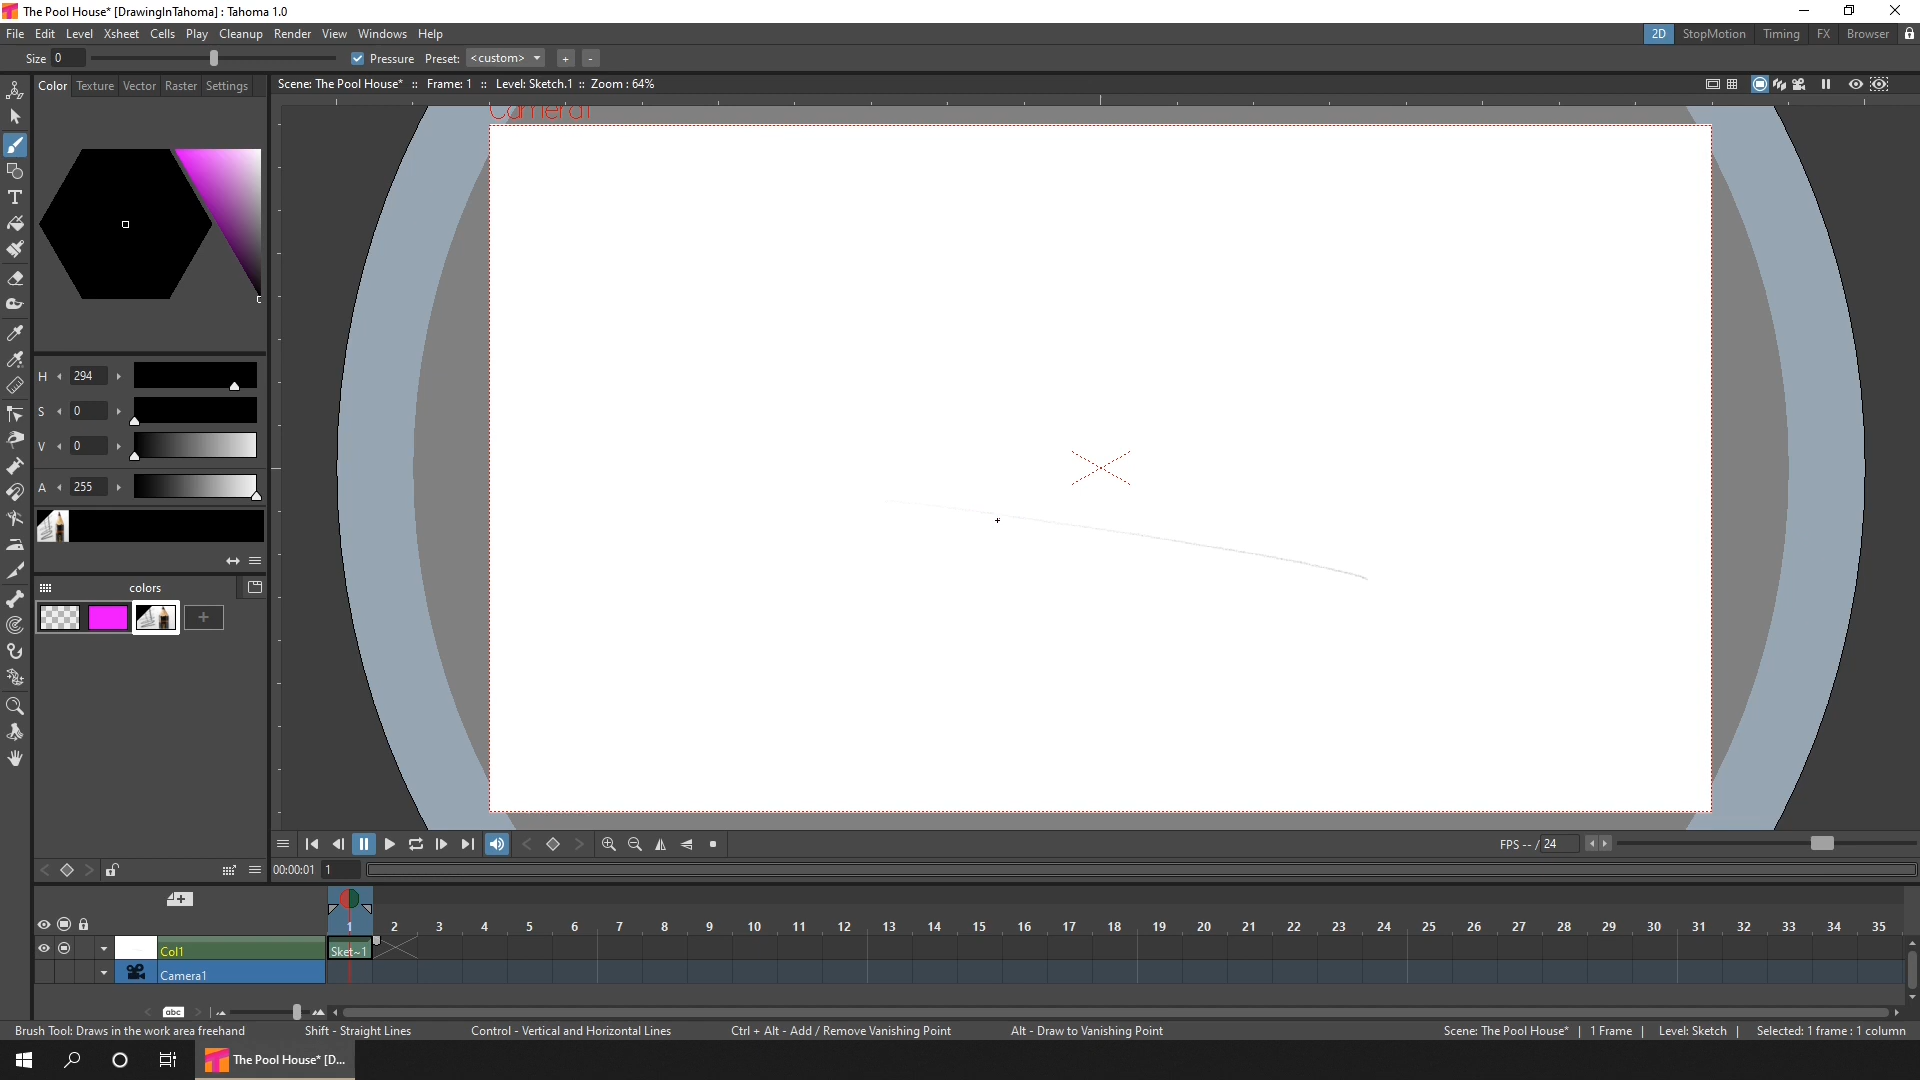 The Pool House* [DrawingInTahoma] : Tahoma 1.0
File Edit Level Xsheet Cells Play Cleanup Render View Windows Help
2D StopMotion Timing FX Browser
Size 0 Pressure Preset: <custom> + -
Color Texture Vector Raster Settings
Scene: The Pool House* :: Frame: 1 :: Level: Sketch.1 :: Zoom : 64%
Camera1
H 294
S 0
V 0
A 255
colors
+
FPS -- / 24
00:00:01 1
1 2 3 4 5 6 7 8 9 10 11 12 13 14 15 16 17 18 19 20 21 22 23 24 25 26 27 28 29 30 31 32 33 34 35
Col1 Sket~1
Camera1
abc
Brush Tool: Draws in the work area freehand Shift - Straight Lines Control - Vertical and Horizontal Lines Ctrl + Alt - Add / Remove Vanishing Point Alt - Draw to Vanishing Point Scene: The Pool House* | 1 Frame | Level: Sketch | Selected: 1 frame : 1 column
The Pool House* [D...